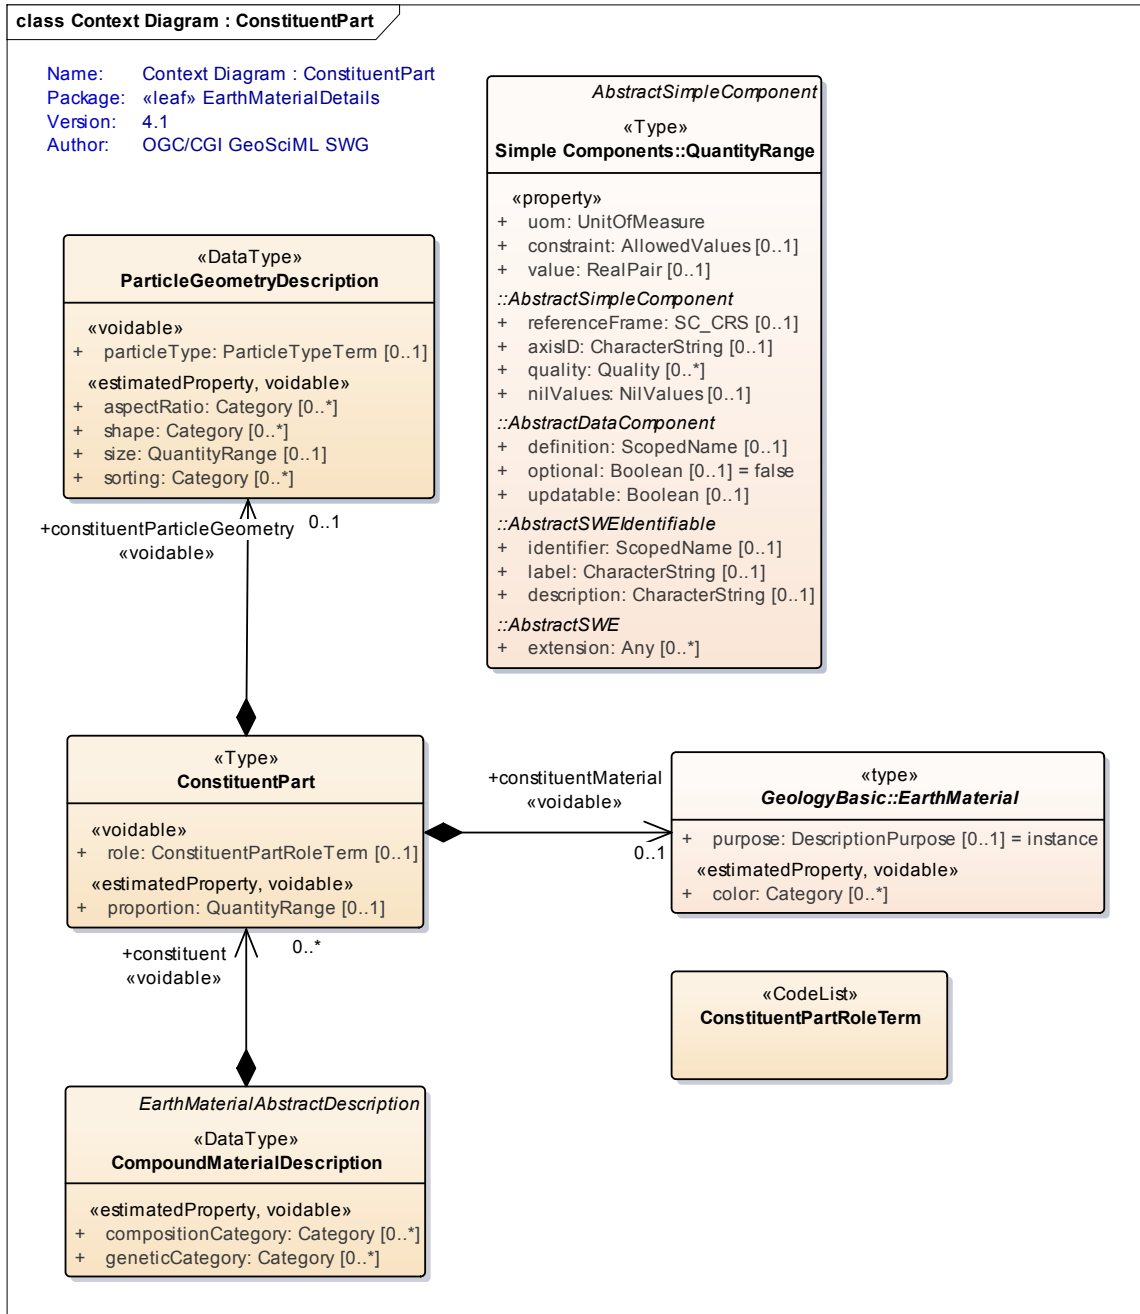 class Context Diagram : ConstituentPart
Name: Context Diagram : ConstituentPart
Package: «leaf» EarthMaterialDetails
Version: 4.1
Author: OGC/CGI GeoSciML SWG
AbstractSimpleComponent
«Type»
Simple Components::QuantityRange
«property»
+ uom: UnitOfMeasure
+ constraint: AllowedValues [0..1]
+ value: RealPair [0..1]
::AbstractSimpleComponent
+ referenceFrame: SC_CRS [0..1]
+ axisID: CharacterString [0..1]
+ quality: Quality [0..*]
+ nilValues: NilValues [0..1]
::AbstractDataComponent
+ definition: ScopedName [0..1]
+ optional: Boolean [0..1] = false
+ updatable: Boolean [0..1]
::AbstractSWEIdentifiable
+ identifier: ScopedName [0..1]
+ label: CharacterString [0..1]
+ description: CharacterString [0..1]
::AbstractSWE
+ extension: Any [0..*]
«DataType»
ParticleGeometryDescription
«voidable»
+ particleType: ParticleTypeTerm [0..1]
«estimatedProperty, voidable»
+ aspectRatio: Category [0..*]
+ shape: Category [0..*]
+ size: QuantityRange [0..1]
+ sorting: Category [0..*]
+constituentParticleGeometry 0..1
«voidable»
«Type»
ConstituentPart
«voidable»
+ role: ConstituentPartRoleTerm [0..1]
«estimatedProperty, voidable»
+ proportion: QuantityRange [0..1]
+constituentMaterial
«voidable»
0..1
«type»
GeologyBasic::EarthMaterial
+ purpose: DescriptionPurpose [0..1] = instance
«estimatedProperty, voidable»
+ color: Category [0..*]
+constituent 0..*
«voidable»
«CodeList»
ConstituentPartRoleTerm
EarthMaterialAbstractDescription
«DataType»
CompoundMaterialDescription
«estimatedProperty, voidable»
+ compositionCategory: Category [0..*]
+ geneticCategory: Category [0..*]